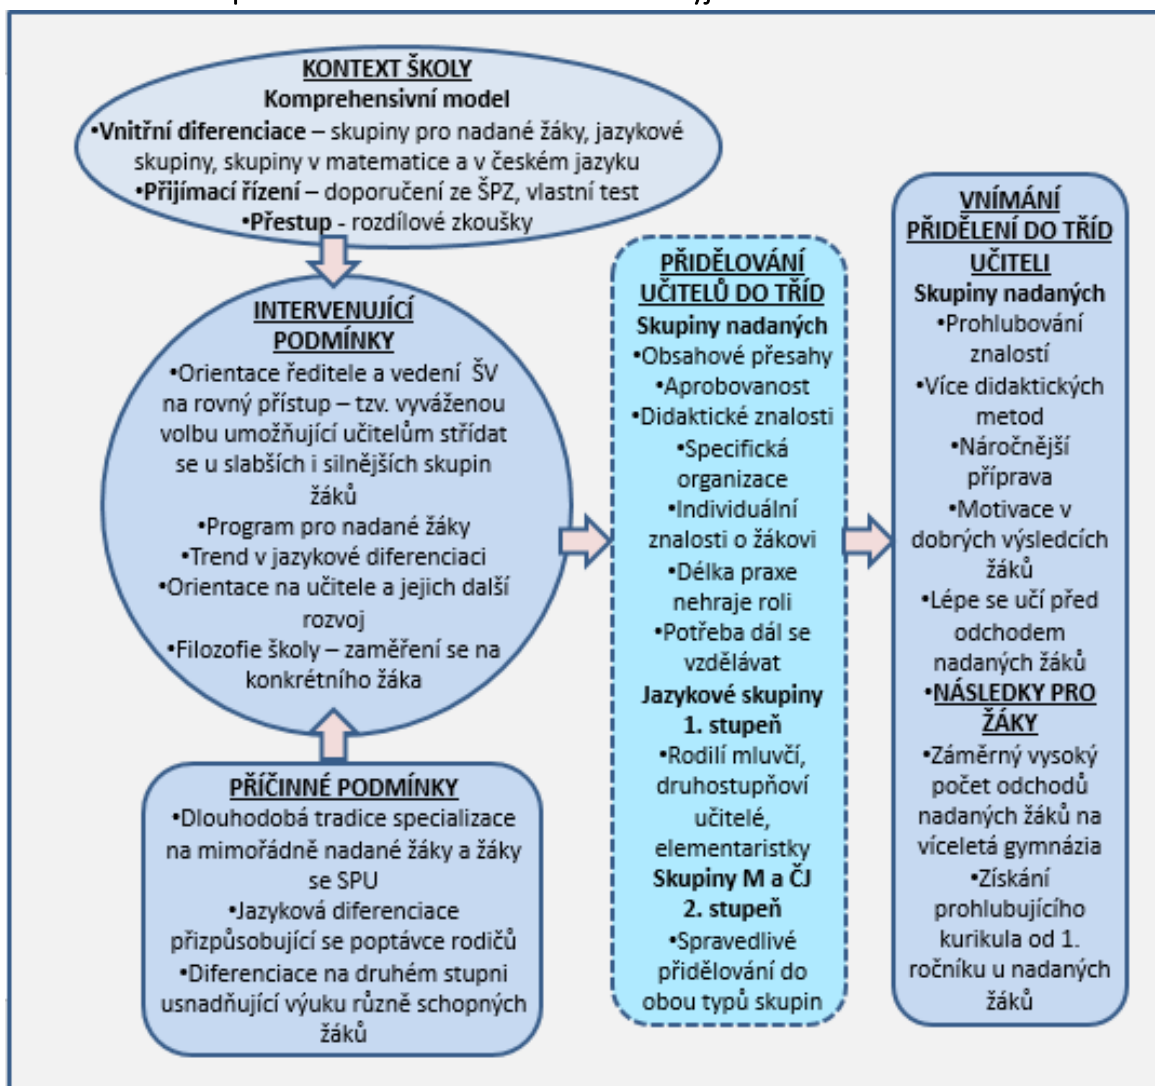 KONTEXT ŠKOLY
Komprehensivní model
•Vnitřní diferenciace – skupiny pro nadané žáky, jazykové
skupiny, skupiny v matematice a v českém jazyku
•Přijímací řízení – doporučení ze ŠPZ, vlastní test
•Přestup - rozdílové zkoušky
INTERVENUJÍCÍ
PODMÍNKY
•Orientace ředitele a vedení ŠV
na rovný přístup – tzv. vyváženou
volbu umožňující učitelům střídat
se u slabších i silnějších skupin
žáků
•Program pro nadané žáky
•Trend v jazykové diferenciaci
•Orientace na učitele a jejich další
rozvoj
•Filozofie školy – zaměření se na
konkrétního žáka
PŘÍČINNÉ PODMÍNKY
•Dlouhodobá tradice specializace
na mimořádně nadané žáky a žáky
se SPU
•Jazyková diferenciace
přizpůsobující se poptávce rodičů
•Diferenciace na druhém stupni
usnadňující výuku různě schopných
žáků
PŘIDĚLOVÁNÍ
UČITELŮ DO TŘÍD
Skupiny nadaných
•Obsahové přesahy
•Aprobovanost
•Didaktické znalosti
•Specifická
organizace
•Individuální
znalosti o žákovi
•Délka praxe
nehraje roli
•Potřeba dál se
vzdělávat
Jazykové skupiny
1. stupeň
•Rodilí mluvčí,
druhostupňoví
učitelé,
elementaristky
Skupiny M a ČJ
2. stupeň
•Spravedlivé
přidělování do
obou typů skupin
VNÍMÁNÍ
PŘIDĚLENÍ DO TŘÍD
UČITELI
Skupiny nadaných
•Prohlubování
znalostí
•Více didaktických
metod
•Náročnější
příprava
•Motivace v
dobrých výsledcích
žáků
•Lépe se učí před
odchodem
nadaných žáků
•NÁSLEDKY PRO
ŽÁKY
•Záměrný vysoký
počet odchodů
nadaných žáků na
víceletá gymnázia
•Získání
prohlubujícího
kurikula od 1.
ročníku u nadaných
žáků